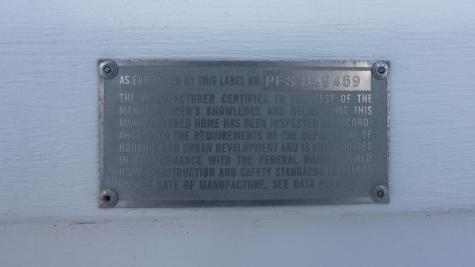 AS EVIDENCED BY THIS LABEL NO. PFS 849459
THE MANUFACTURER CERTIFIES TO THE BEST OF THE
MANUFACTURER'S KNOWLEDGE AND BELIEF THAT THIS
MANUFACTURED HOME HAS BEEN INSPECTED IN ACCORD-
ANCE WITH THE REQUIREMENTS OF THE DEPARTMENT OF
HOUSING AND URBAN DEVELOPMENT AND IS CONSTRUCTED
IN CONFORMANCE WITH THE FEDERAL MANUFACTURED
HOME CONSTRUCTION AND SAFETY STANDARDS IN EFFECT
ON THE DATE OF MANUFACTURE. SEE DATA PLATE.